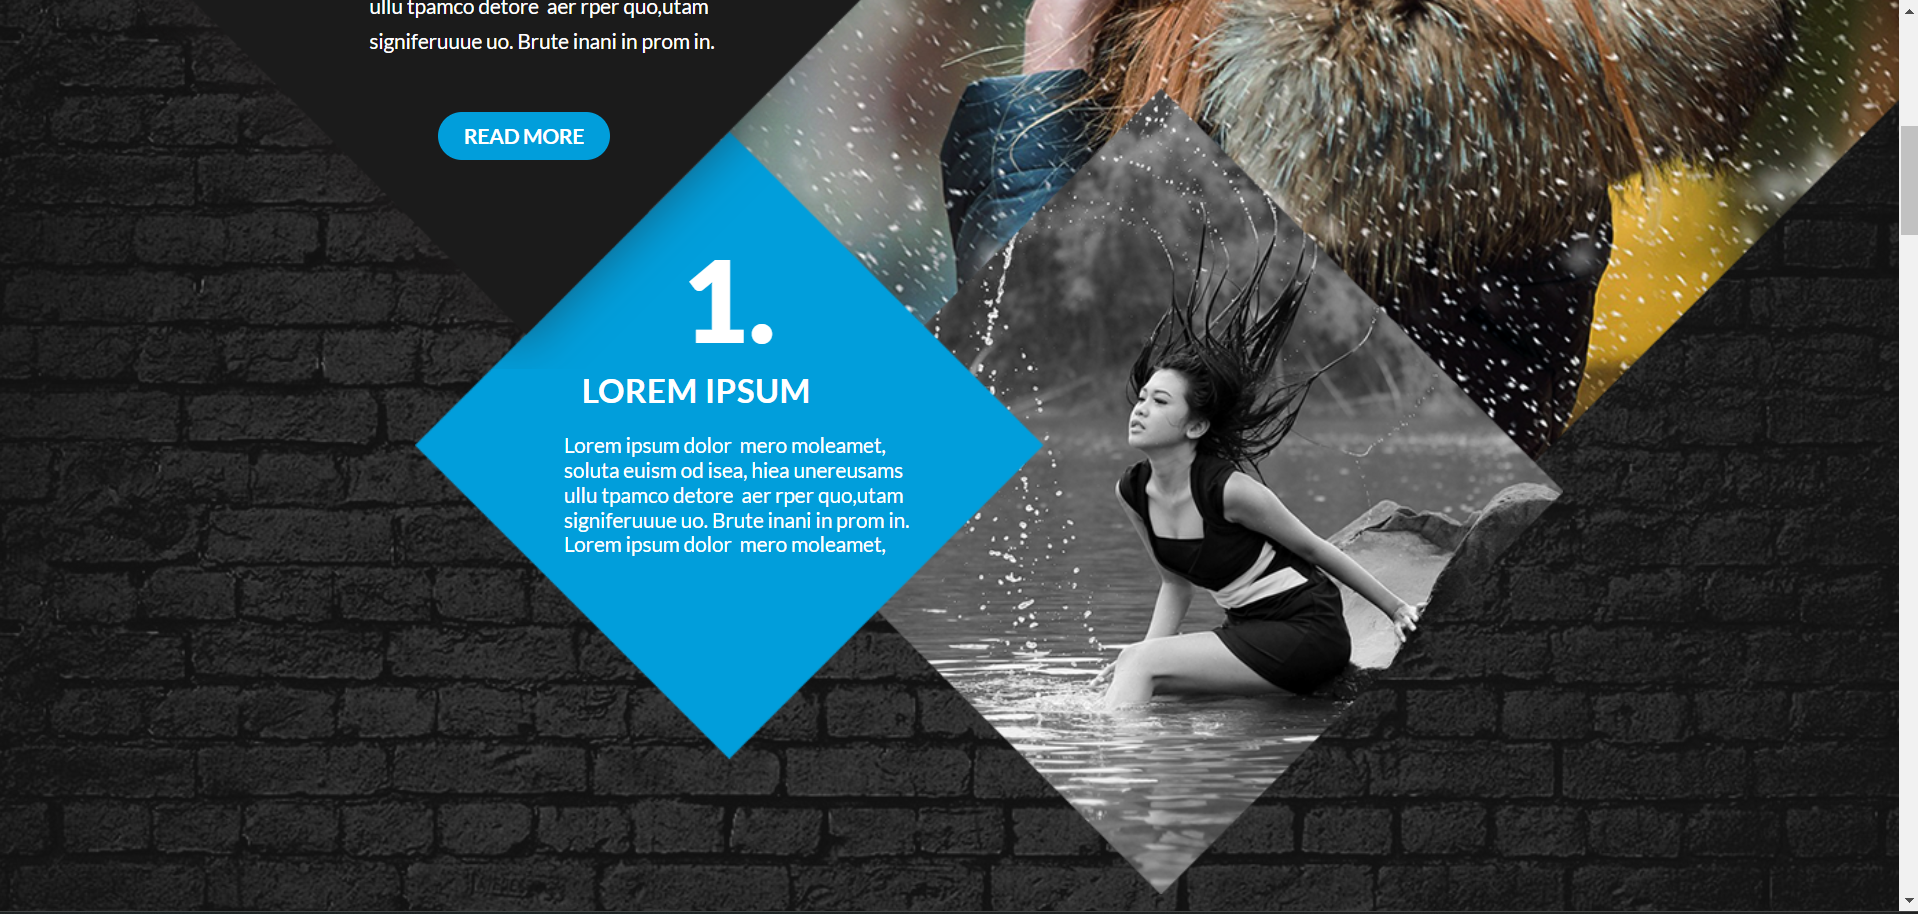 ullu tpamco detore  aer rper quo,utam
signiferuuue uo. Brute inani in prom in.
READ MORE
1.
LOREM IPSUM
Lorem ipsum dolor  mero moleamet,
soluta euism od isea, hiea unereusams
ullu tpamco detore  aer rper quo,utam
signiferuuue uo. Brute inani in prom in.
Lorem ipsum dolor  mero moleamet,